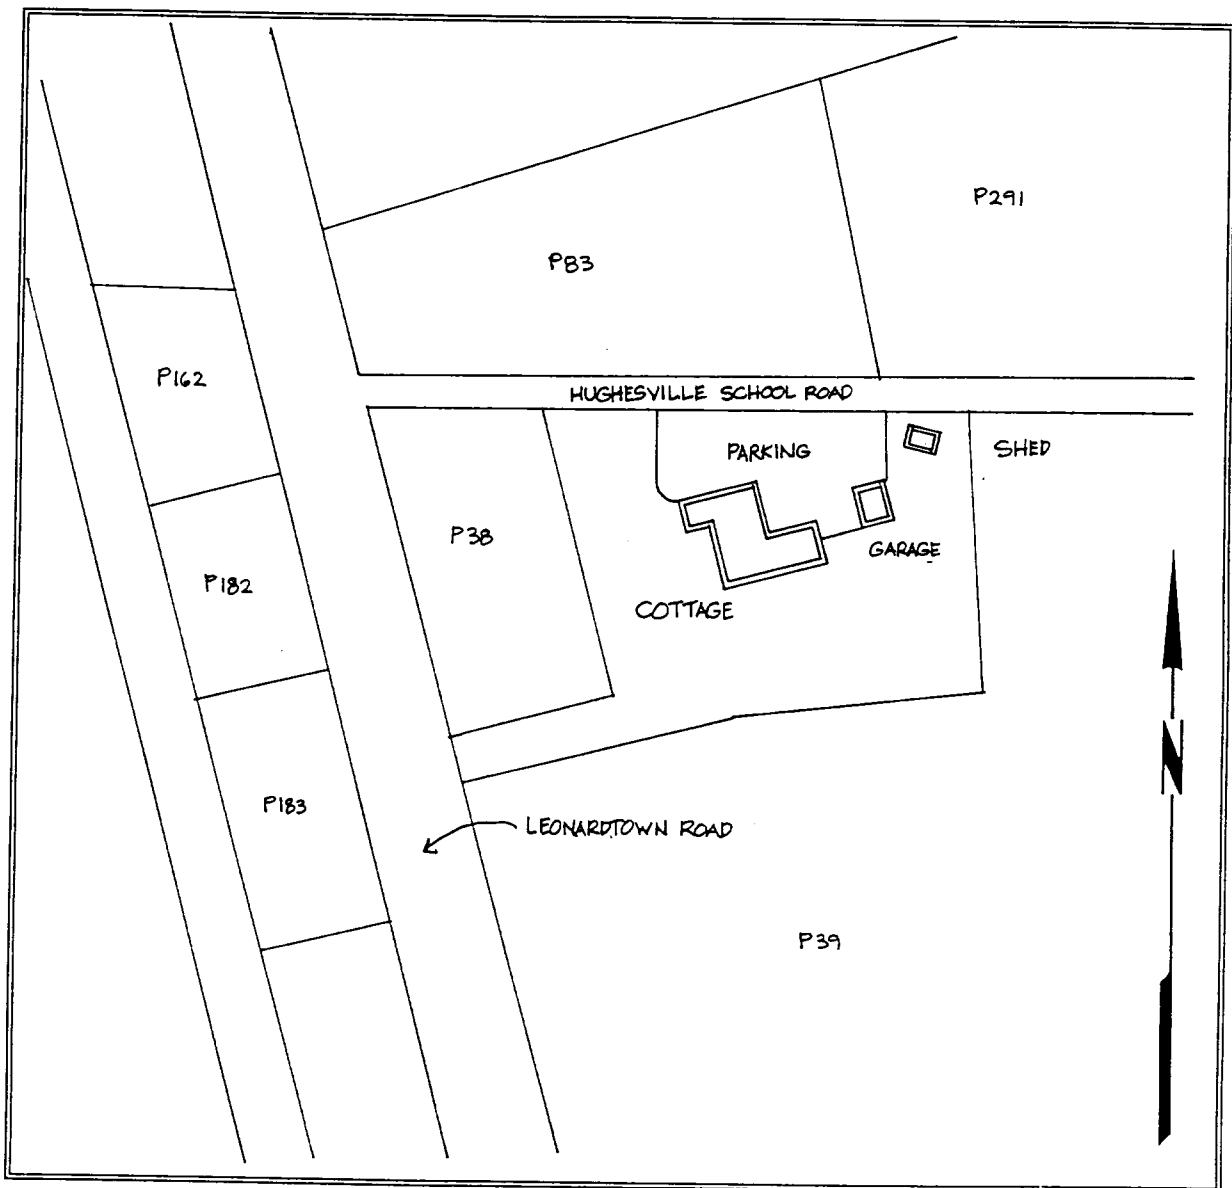 P291
P83
P162
HUGHESVILLE SCHOOL ROAD
PARKING
SHED
P38
GARAGE
P182
COTTAGE
N
P183
LEONARDTOWN ROAD
P39